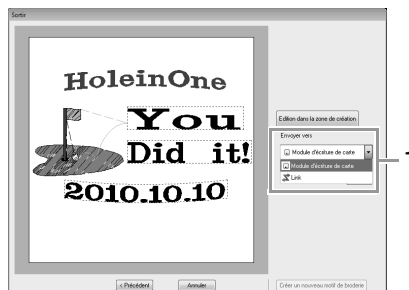 Sortir
HoleinOne
You
Did it!
2010.10.10
Edition dans la zone de création
Envoyer vers
Module d'écriture de carte
Module d'écriture de carte
Link
< Précédent
Annuler
Créer un nouveau motif de broderie